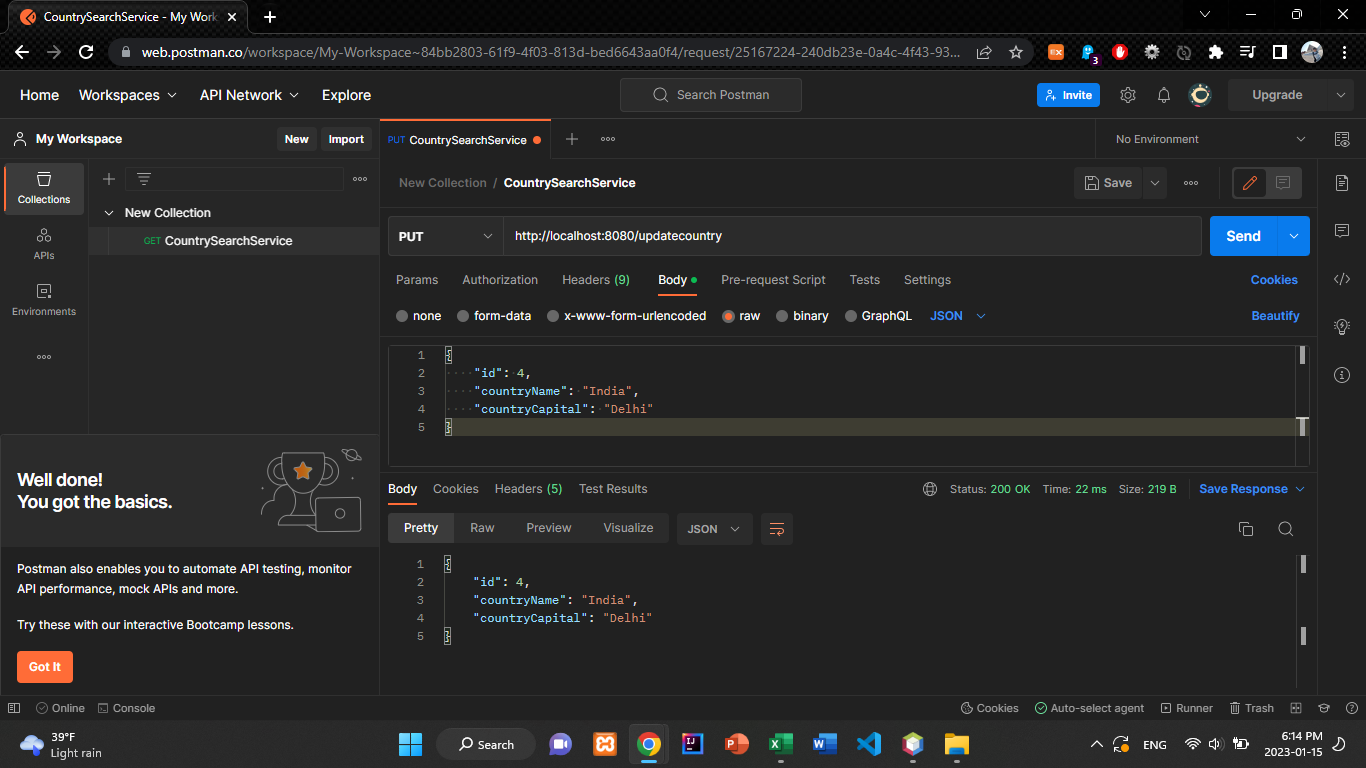 CountrySearchService - My Work
web.postman.co/workspace/My-Workspace~84bb2803-61f9-4f03-813d-bed6643aa0f4/request/25167224-240db23e-0a4c-4f43-93...
3
Home Workspaces API Network Explore
Search Postman
Invite
Upgrade
My Workspace
New Import
PUT CountrySearchService
No Environment
Collections
APIs
Environments
New Collection
GET CountrySearchService
New Collection / CountrySearchService
Save
PUT http://localhost:8080/updatecountry
Send
Params Authorization Headers (9) Body Pre-request Script Tests Settings Cookies
none form-data x-www-form-urlencoded raw binary GraphQL JSON Beautify
1 {
2 "id": 4,
3 "countryName": "India",
4 "countryCapital": "Delhi"
5 }
Well done!
You got the basics.
Postman also enables you to automate API testing, monitor
API performance, mock APIs and more.
Try these with our interactive Bootcamp lessons.
Got It
Body Cookies Headers (5) Test Results Status: 200 OK Time: 22 ms Size: 219 B Save Response
Pretty Raw Preview Visualize JSON
1 {
2 "id": 4,
3 "countryName": "India",
4 "countryCapital": "Delhi"
5 }
Online Console Cookies Auto-select agent Runner Trash
39°F
Light rain
Search
ENG
6:14 PM
2023-01-15